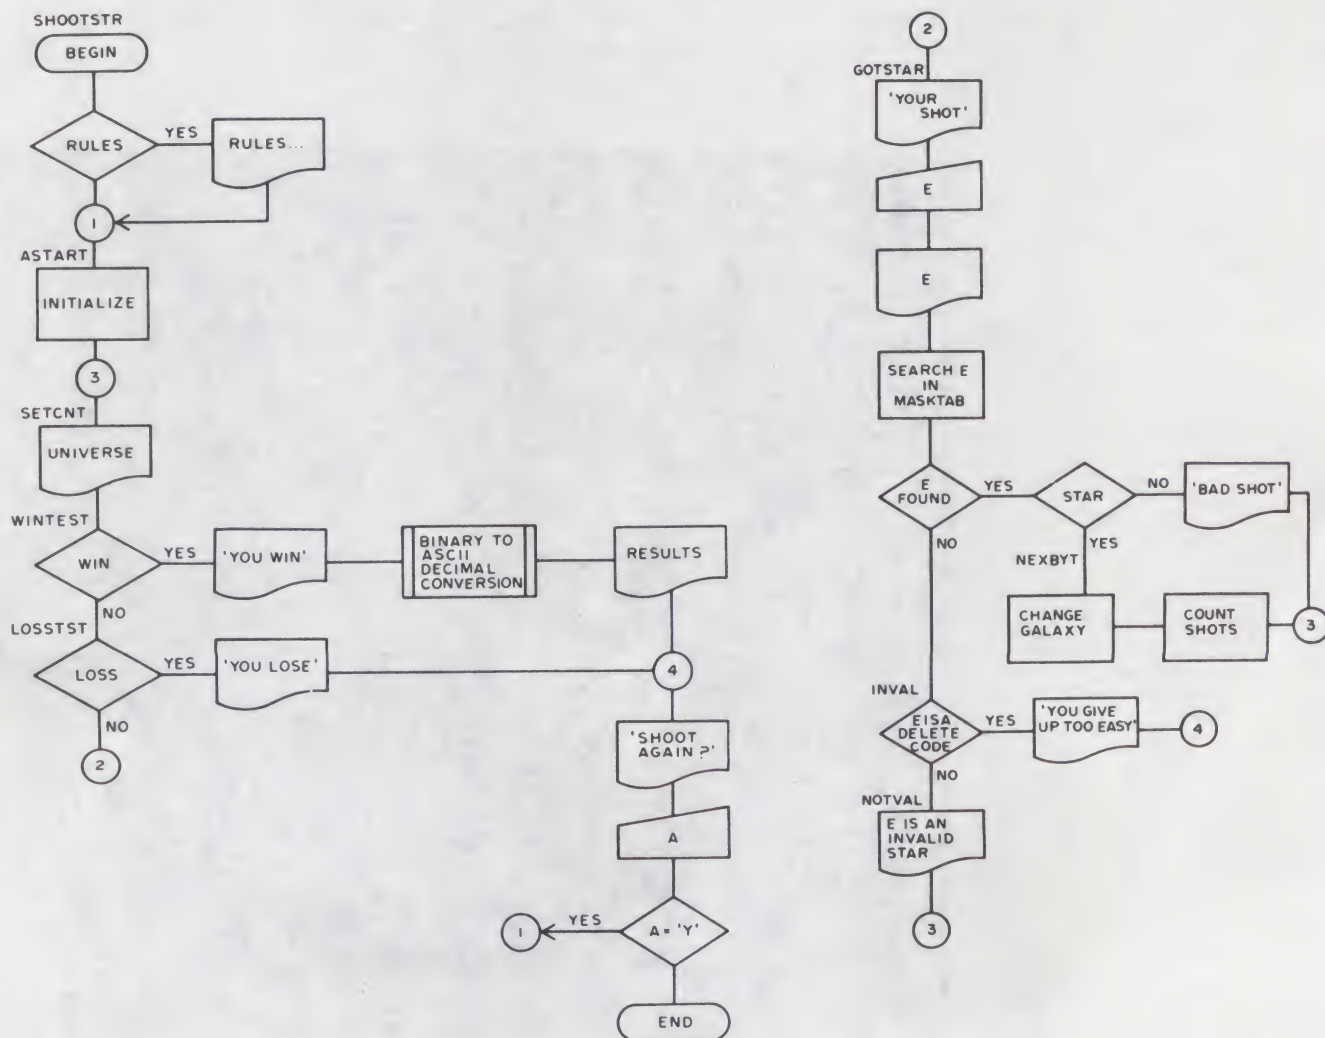 SHOOTSTR
BEGIN
RULES
YES
RULES...
1
ASTART
INITIALIZE
3
SETCNT
UNIVERSE
WINTEST
WIN
YES
'YOU WIN'
BINARY TO
ASCII
DECIMAL
CONVERSION
RESULTS
NO
LOSSTST
LOSS
YES
'YOU LOSE'
4
NO
2
'SHOOT
AGAIN ?'
A
A = 'Y'
YES
1
END
2
GOTSTAR
'YOUR
SHOT'
E
E
SEARCH E
IN
MASKTAB
E
FOUND
YES
STAR
NO
'BAD SHOT'
NO
YES
NEXBYT
CHANGE
GALAXY
COUNT
SHOTS
3
INVAL
E IS A
DELETE
CODE
YES
'YOU GIVE
UP TOO EASY'
4
NO
NOTVAL
E IS AN
INVALID
STAR
3